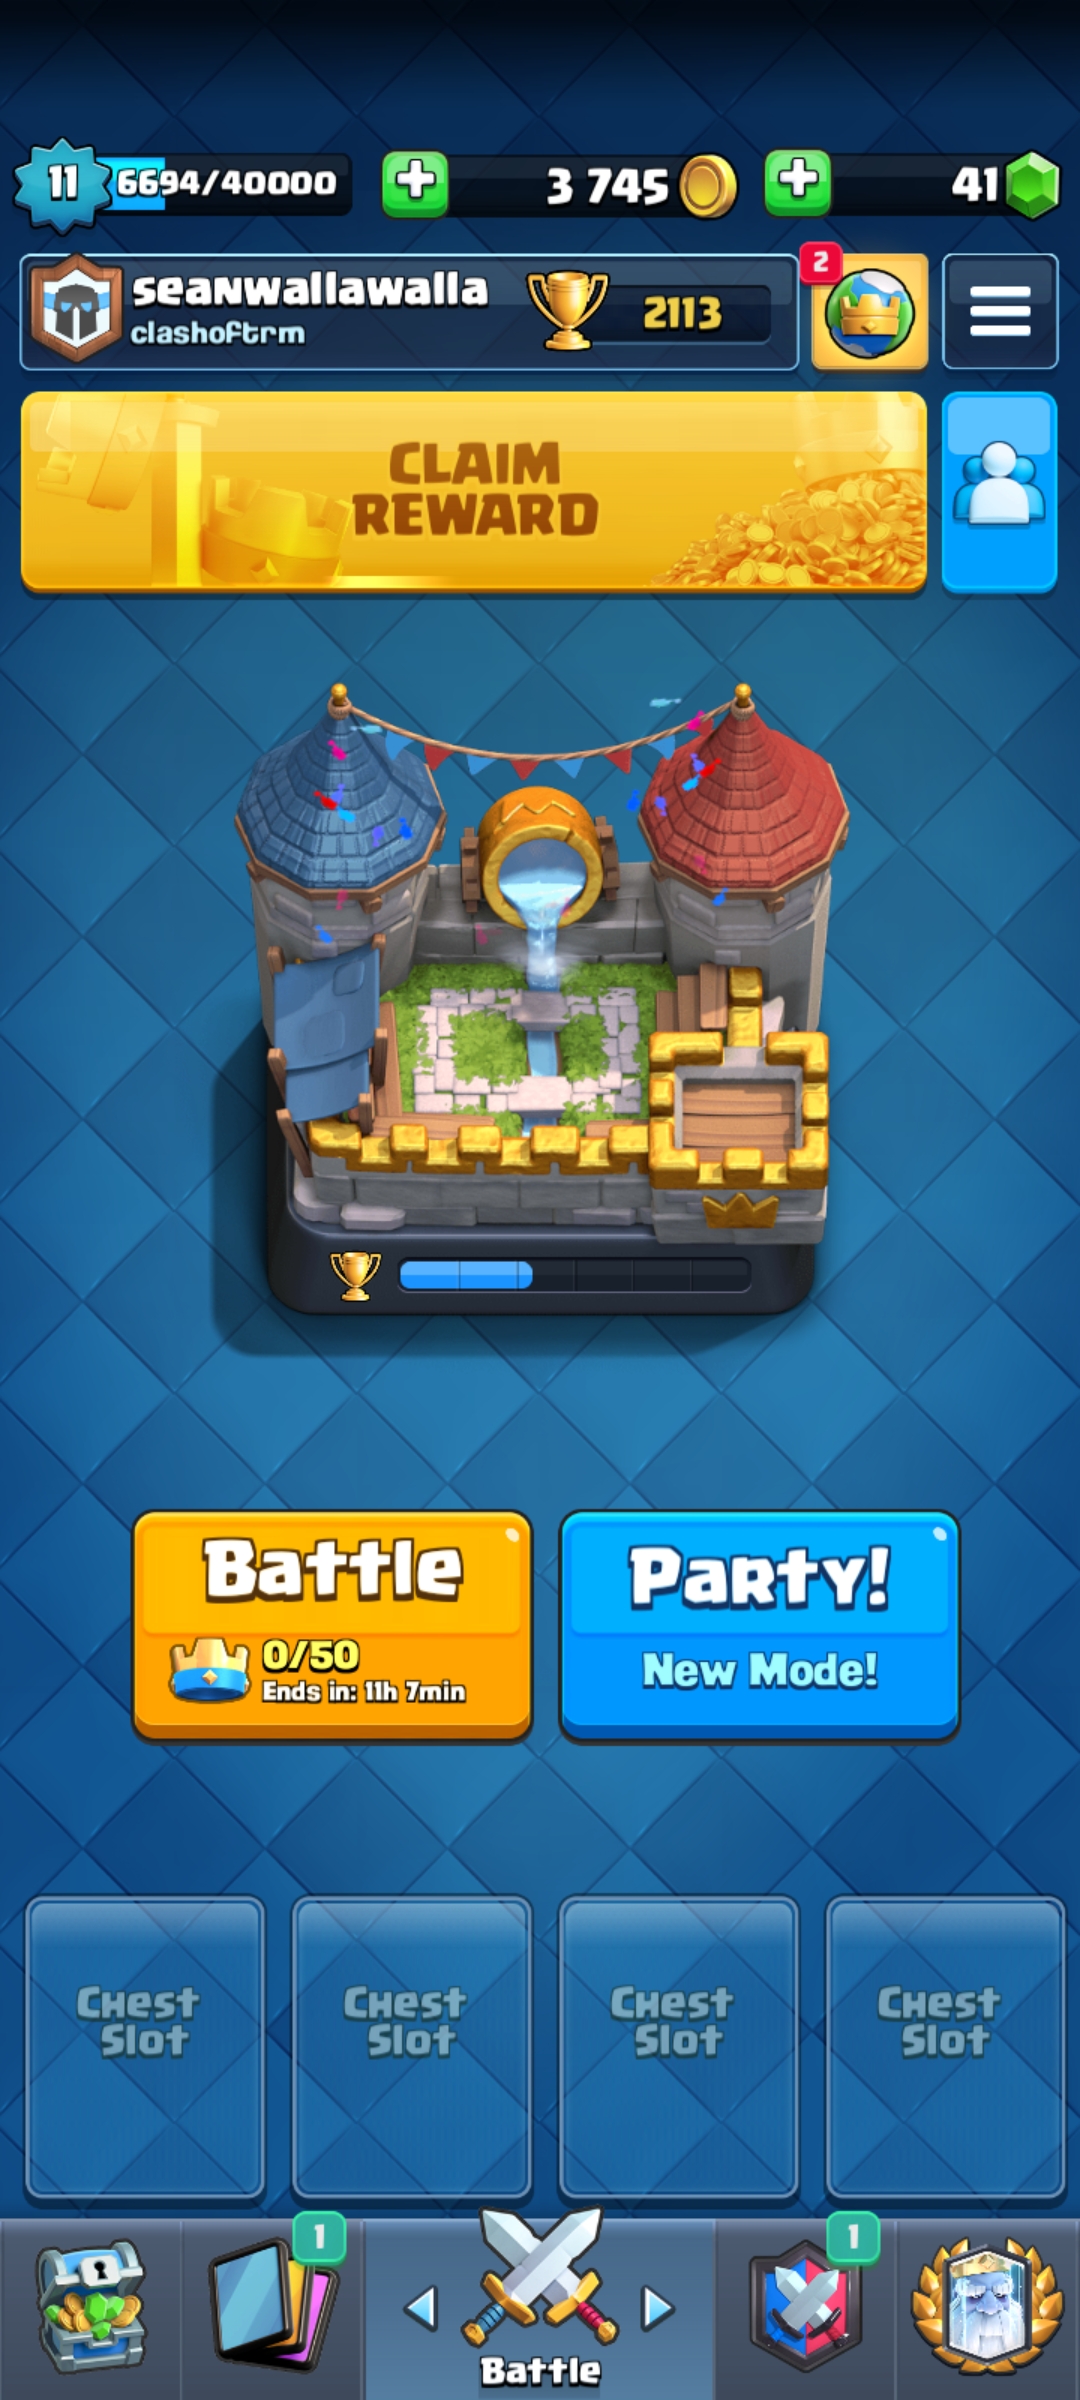 11
6694/40000
3 745
41
seanwallawalla
clashoftrm
2113
2
CLAIM
REWARD
Battle
0/50
Ends in: 11h 7min
Party!
New Mode!
Chest
Slot
Chest
Slot
Chest
Slot
Chest
Slot
1
1
Battle